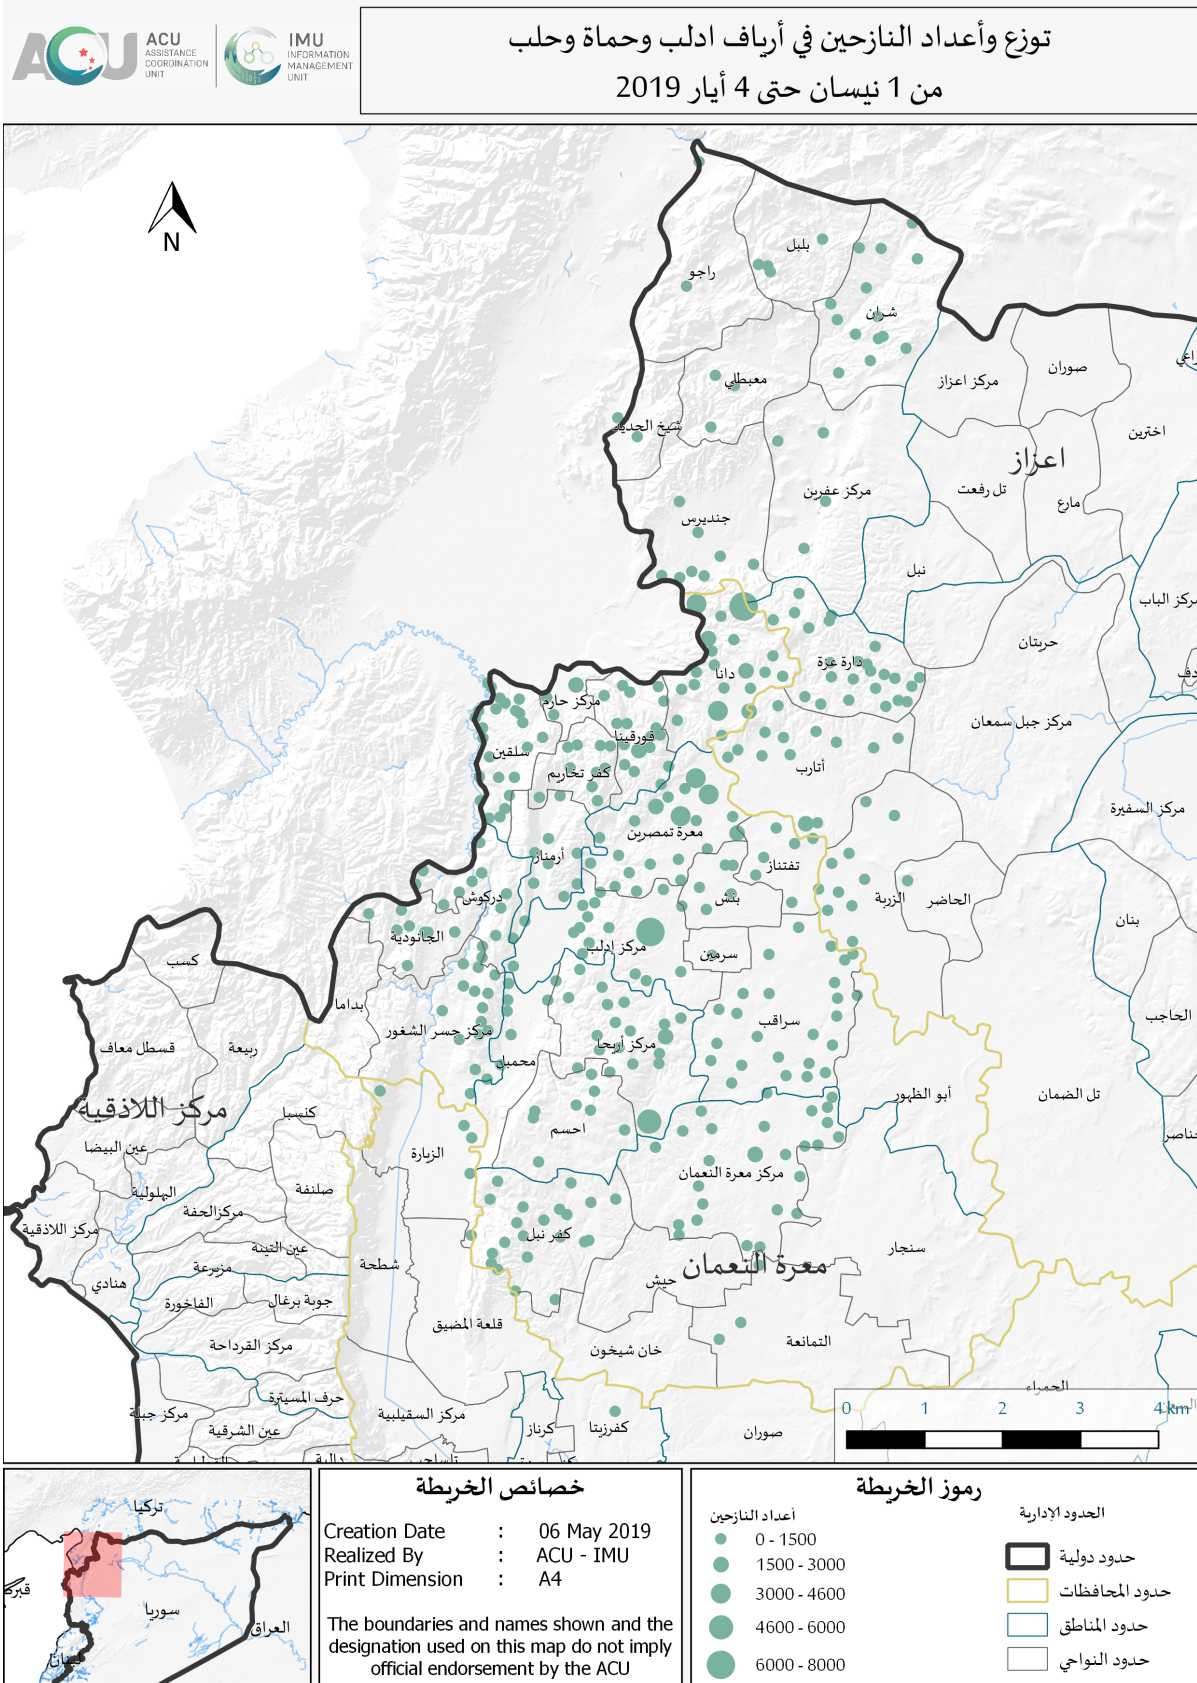 ACU
ASSISTANCE
COORDINATION
UNIT
IMU
INFORMATION
MANAGEMENT
UNIT
توزع وأعداد النازحين في أرياف ادلب وحماة وحلب
من 1 نيسان حتى 4 أيار 2019
N
بلبل
راجو
شران
معبطلي
مركز اعزاز
صوران
شيخ الحديد
اختـرين
اعزاز
مركز عفرين
تل رفعت
مارع
جنديرس
نبل
مركز الباب
حريتان
دارة عزة
دانا
مركز حارم
مركز جبل سمعان
قورقينا
سلقين
كفر تخاريم
أتارب
مركز السفيرة
معرة تمصرين
أرمناز
تفتناز
دركوش
بنش
الزربة
الحاضر
بنان
الجانودية
مركز إدلب
سرمين
كسب
بداما
سراقب
الحاجب
مركز جسر الشغور
قسطل معاف
ربيعة
مركز أريحا
محمبل
أبو الظهور
تل الضمان
مركز اللاذقية
كنسبا
احسم
عين البيضا
الزيارة
مركز معرة النعمان
البهلولية
صلنفة
مركز الحفة
مركز اللاذقية
كفر نبل
عين التينة
سنجار
شطحة
معرة النعمان
مزيرعة
هنادي
حيش
جوبة برغال
الفاخورة
قلعة المضيق
التمانعة
مركز القرداحة
خان شيخون
الحمراء
حرف المسيترة
مركز جبلة
مركز السقيلبية
عين الشرقية
كرناز
كفرزيتا
صوران
0 1 2 3 4 km
تركيا
سوريا
العراق
لبنان
خصائص الخريطة
Creation Date : 06 May 2019
Realized By : ACU - IMU
Print Dimension : A4
The boundaries and names shown and the
designation used on this map do not imply
official endorsement by the ACU
رموز الخريطة
أعداد النازحين
0 - 1500
1500 - 3000
3000 - 4600
4600 - 6000
6000 - 8000
الحدود الإدارية
حدود دولية
حدود المحافظات
حدود المناطق
حدود النواحي